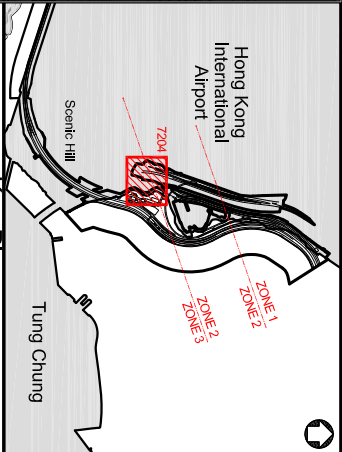 Hong Kong
International
Airport
Scenic Hill
7204
ZONE 1
ZONE 2
ZONE 2
ZONE 3
Tung Chung